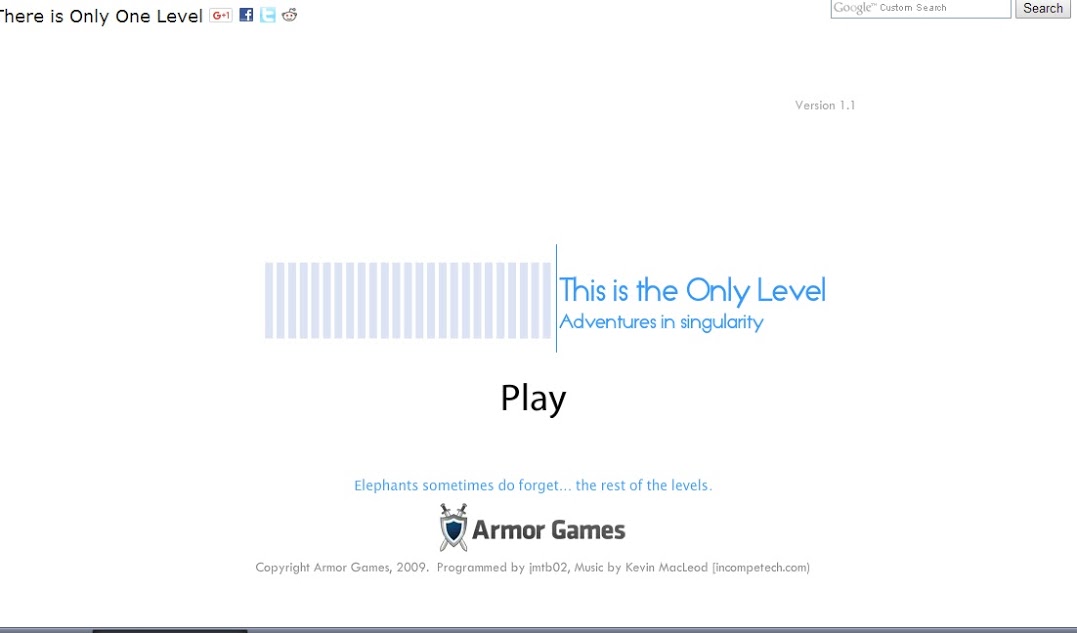 There is Only One Level G+1
Google™ Custom Search Search
Version 1.1
This is the Only Level
Adventures in singularity
Play
Elephants sometimes do forget... the rest of the levels.
Armor Games
Copyright Armor Games, 2009. Programmed by jmtb02, Music by Kevin MacLeod [incompetech.com)